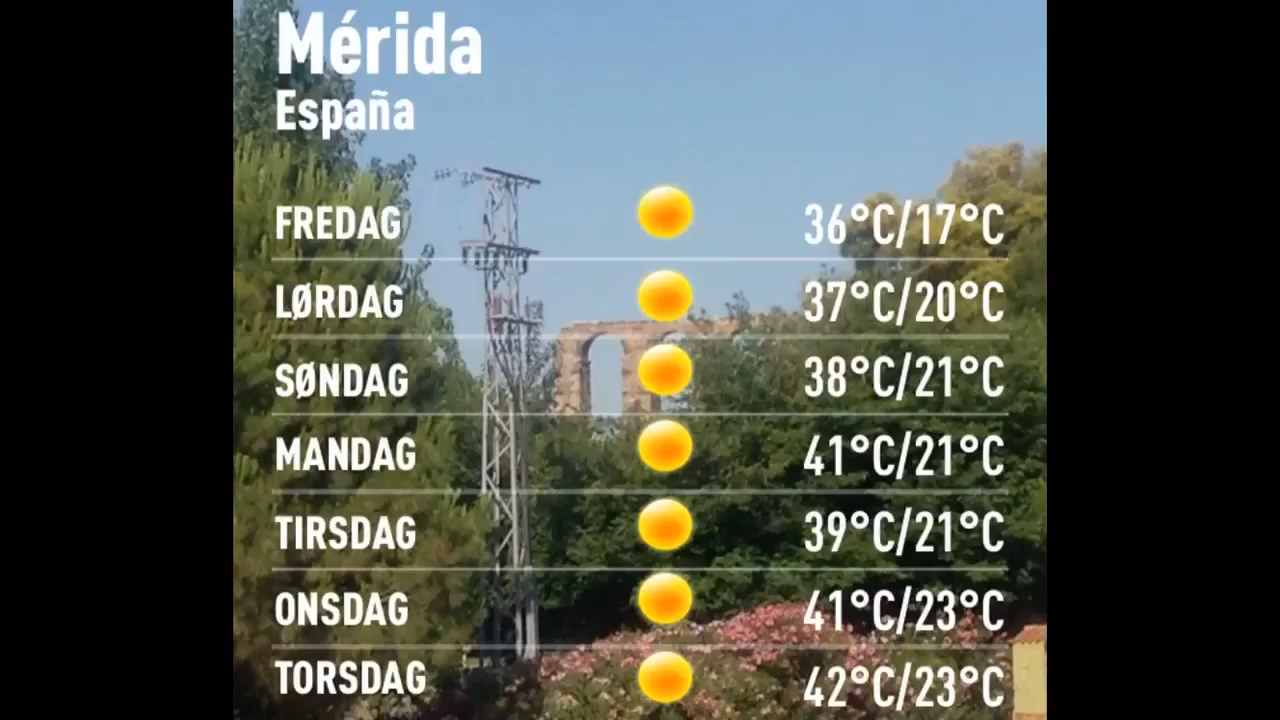 Mérida
España
FREDAG 36°C/17°C
LØRDAG 37°C/20°C
SØNDAG 38°C/21°C
MANDAG 41°C/21°C
TIRSDAG 39°C/21°C
ONSDAG 41°C/23°C
TORSDAG 42°C/23°C